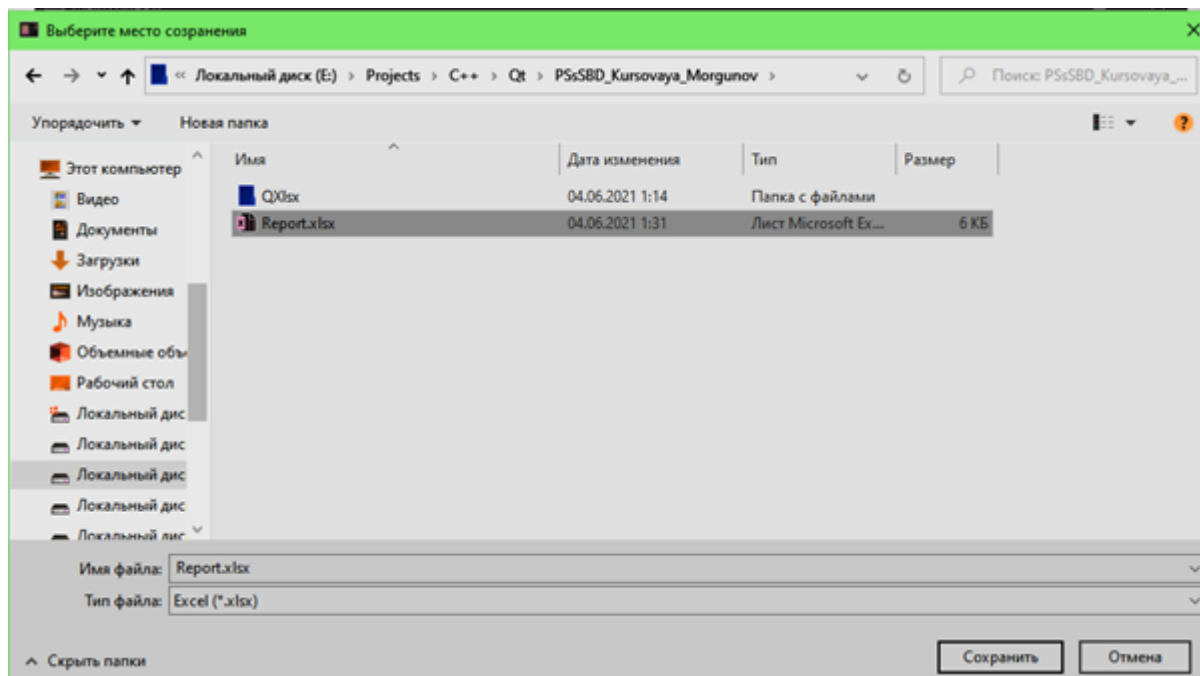 Выберите место сохранения
« Локальный диск (E:) › Projects › C++ › Qt › PSsSBD_Kursovaya_Morgunov ›
Поиск: PSsSBD_Kursovaya_...
Упорядочить Новая папка
Имя Дата изменения Тип Размер
QXlsx 04.06.2021 1:14 Папка с файлами
Report.xlsx 04.06.2021 1:31 Лист Microsoft Ex... 6 КБ
Этот компьютер
Видео
Документы
Загрузки
Изображения
Музыка
Объемные объ
Рабочий стол
Локальный дис
Локальный дис
Локальный дис
Локальный дис
Локальный дис
Имя файла: Report.xlsx
Тип файла: Excel (*.xlsx)
Скрыть папки
Сохранить Отмена